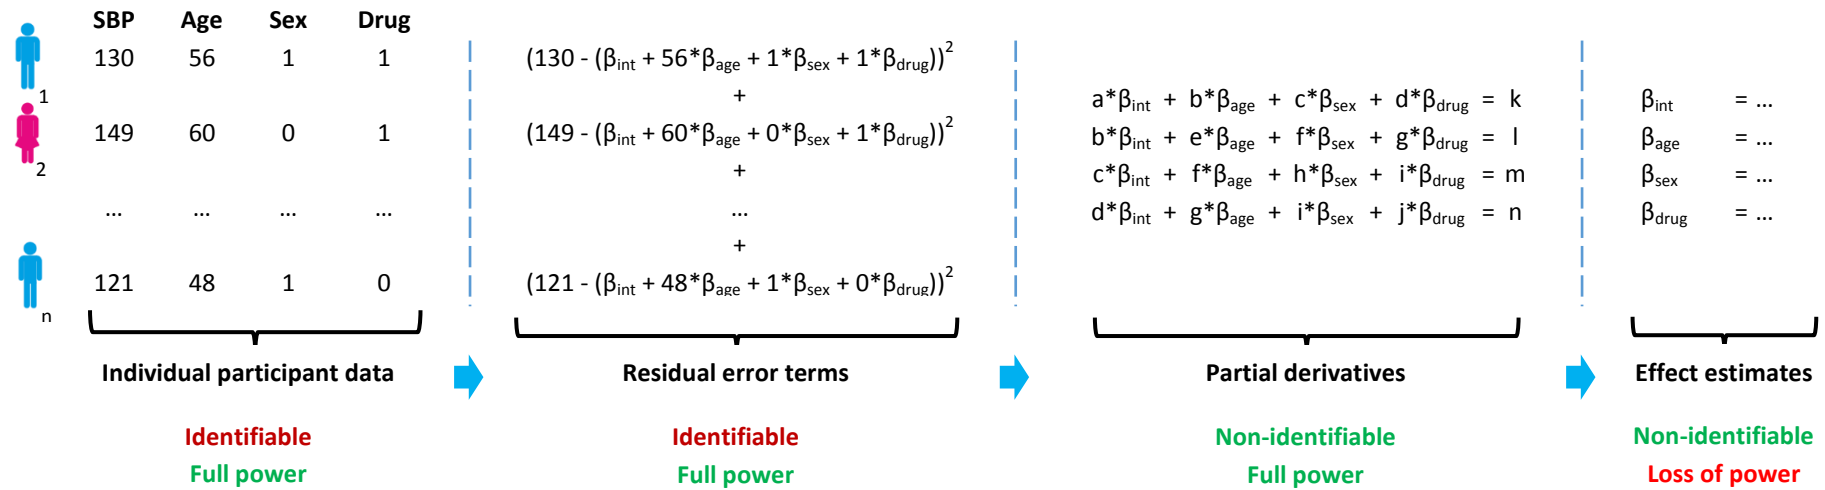 SBP Age Sex Drug
130 56 1 1
1
149 60 0 1
2
... ... ... ...
121 48 1 0
n
Individual participant data
Identifiable
Full power
(130 - (βint + 56*βage + 1*βsex + 1*βdrug))2
+
(149 - (βint + 60*βage + 0*βsex + 1*βdrug))2
+
...
+
(121 - (βint + 48*βage + 1*βsex + 0*βdrug))2
Residual error terms
Identifiable
Full power
a*βint + b*βage + c*βsex + d*βdrug = k
b*βint + e*βage + f*βsex + g*βdrug = l
c*βint + f*βage + h*βsex + i*βdrug = m
d*βint + g*βage + i*βsex + j*βdrug = n
Partial derivatives
Non-identifiable
Full power
βint = ...
βage = ...
βsex = ...
βdrug = ...
Effect estimates
Non-identifiable
Loss of power